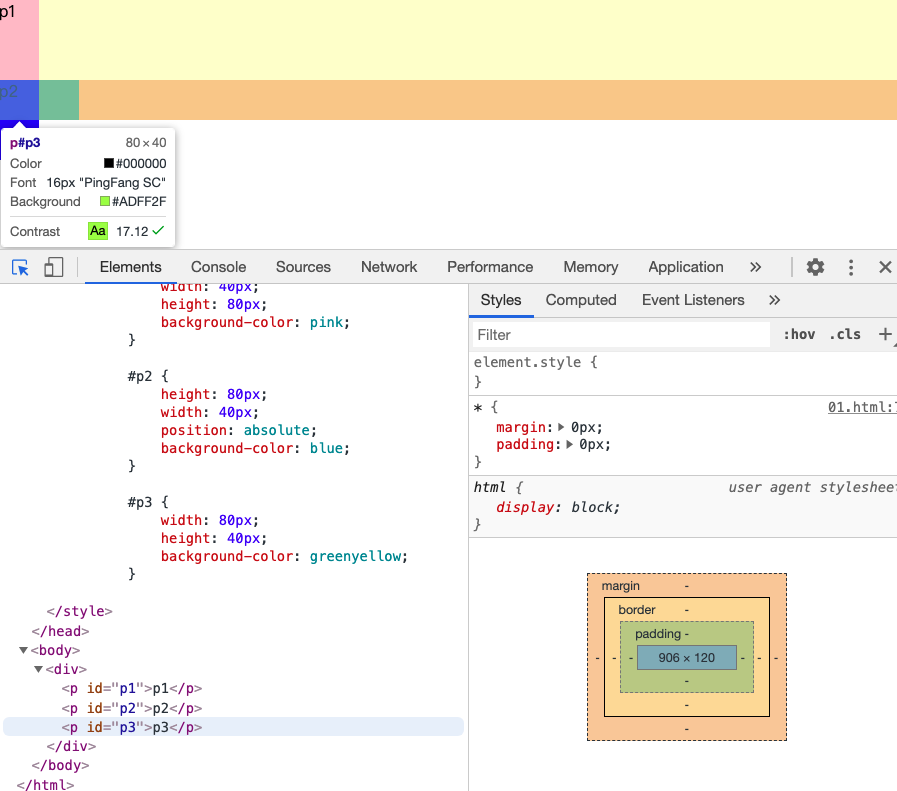 p1
p2
p#p3 80 × 40
Color #000000
Font 16px "PingFang SC"
Background #ADFF2F
Contrast Aa 17.12
Elements Console Sources Network Performance Memory Application »
width: 40px;
height: 80px;
background-color: pink;
}
#p2 {
height: 80px;
width: 40px;
position: absolute;
background-color: blue;
}
#p3 {
width: 80px;
height: 40px;
background-color: greenyellow;
}
</style>
</head>
<body>
<div>
<p id="p1">p1</p>
<p id="p2">p2</p>
<p id="p3">p3</p>
</div>
</body>
</html>
Styles Computed Event Listeners »
Filter :hov .cls +
element.style {
}
* { 01.html:7
margin: 0px;
padding: 0px;
}
html { user agent stylesheet
display: block;
}
margin -
border -
padding -
- - - 906 × 120 - - -
-
-
-